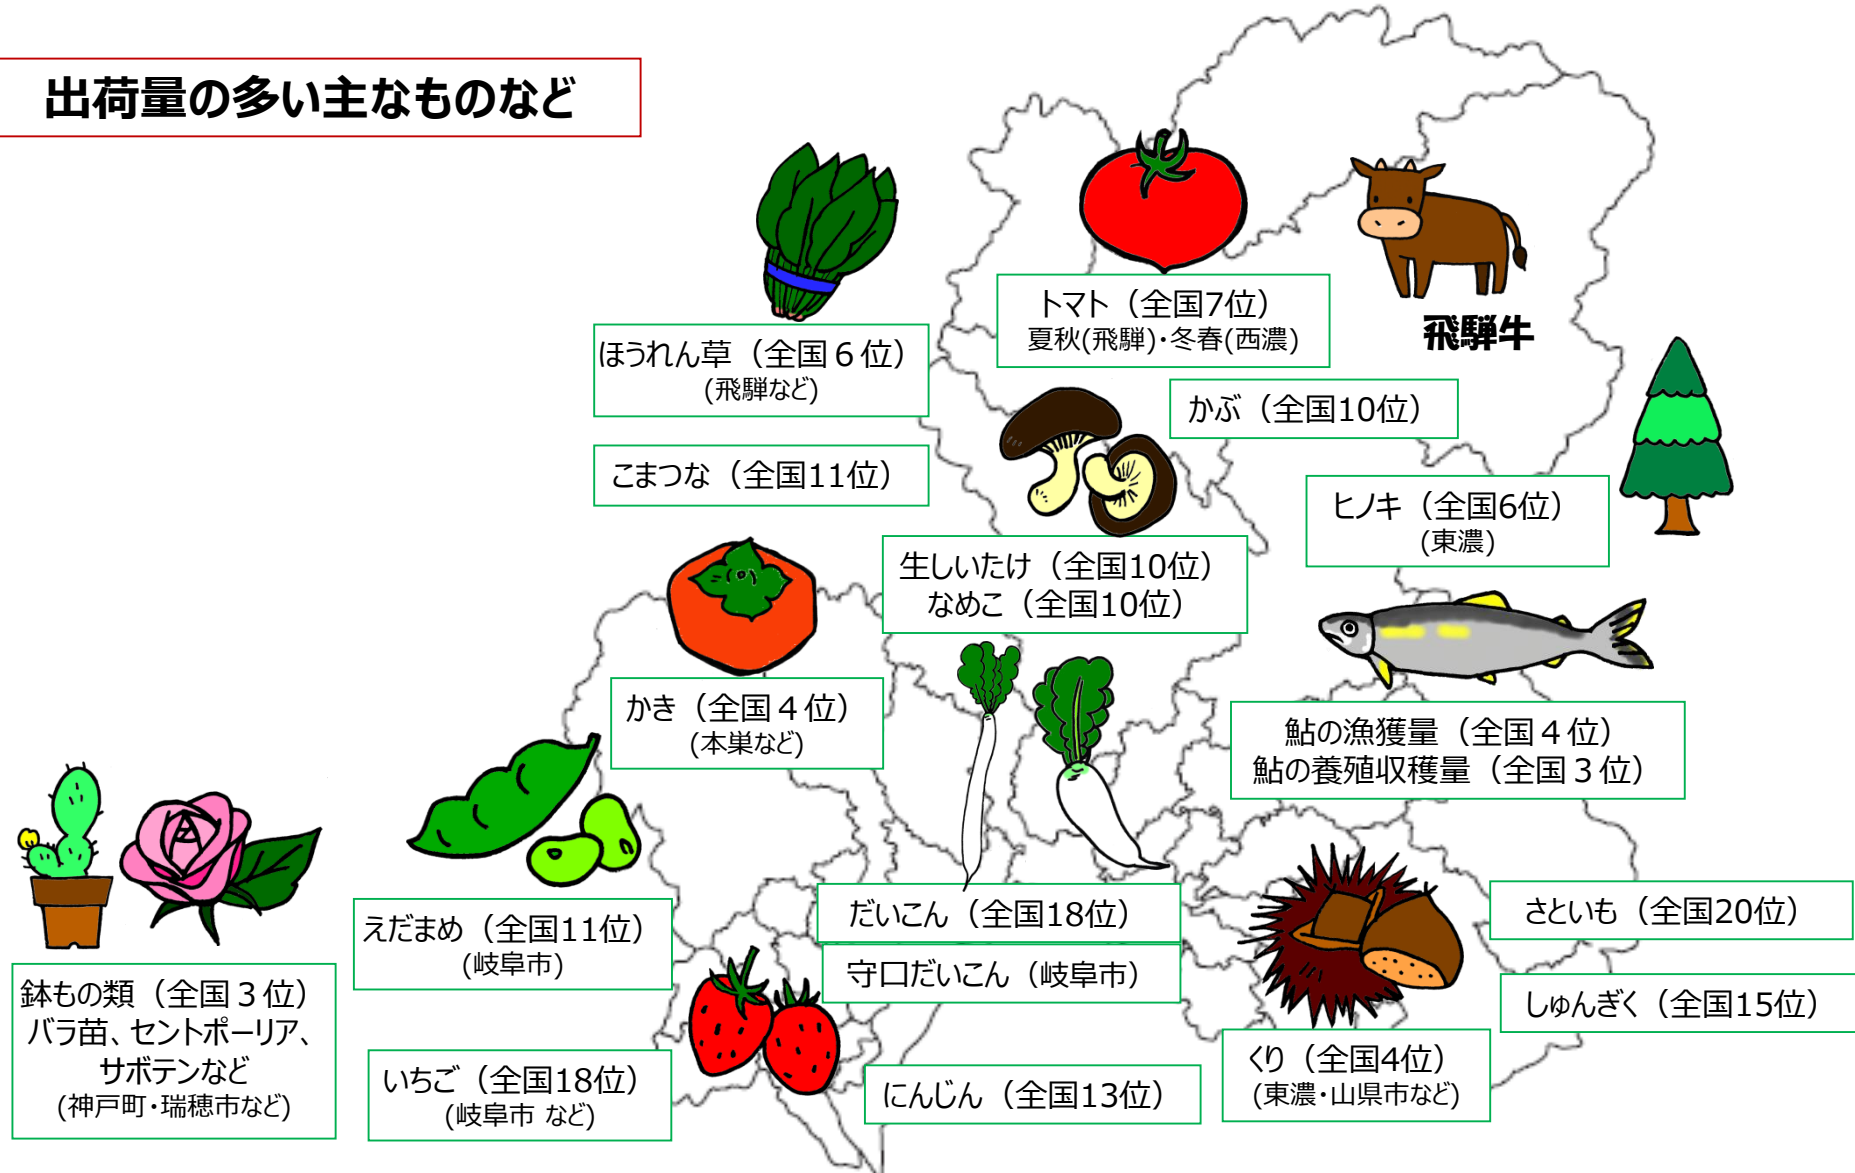 出荷量の多い主なものなど
トマト（全国7位）
夏秋(飛騨)・冬春(西濃)
飛騨牛
ほうれん草（全国６位）
(飛騨など)
かぶ（全国10位）
こまつな（全国11位）
ヒノキ（全国6位）
(東濃)
生しいたけ（全国10位）
なめこ（全国10位）
かき（全国４位）
(本巣など)
鮎の漁獲量（全国４位）
鮎の養殖収穫量（全国３位）
えだまめ（全国11位）
(岐阜市)
だいこん（全国18位）
守口だいこん（岐阜市）
さといも（全国20位）
しゅんぎく（全国15位）
鉢もの類（全国３位）
バラ苗、セントポーリア、
サボテンなど
(神戸町・瑞穂市など)
いちご（全国18位）
(岐阜市 など)
にんじん（全国13位）
くり（全国4位）
(東濃・山県市など)